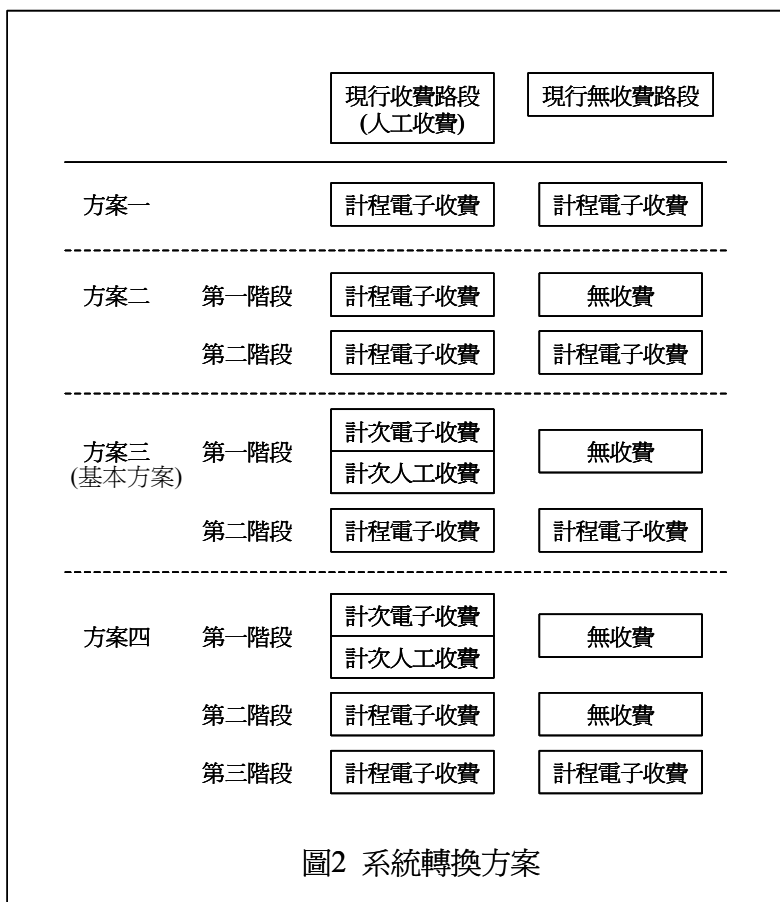 現行收費路段
(人工收費)
現行無收費路段
方案一
計程電子收費
計程電子收費
方案二
第一階段
計程電子收費
無收費
第二階段
計程電子收費
計程電子收費
方案三
(基本方案)
第一階段
計次電子收費
計次人工收費
無收費
第二階段
計程電子收費
計程電子收費
方案四
第一階段
計次電子收費
計次人工收費
無收費
第二階段
計程電子收費
無收費
第三階段
計程電子收費
計程電子收費
圖2 系統轉換方案